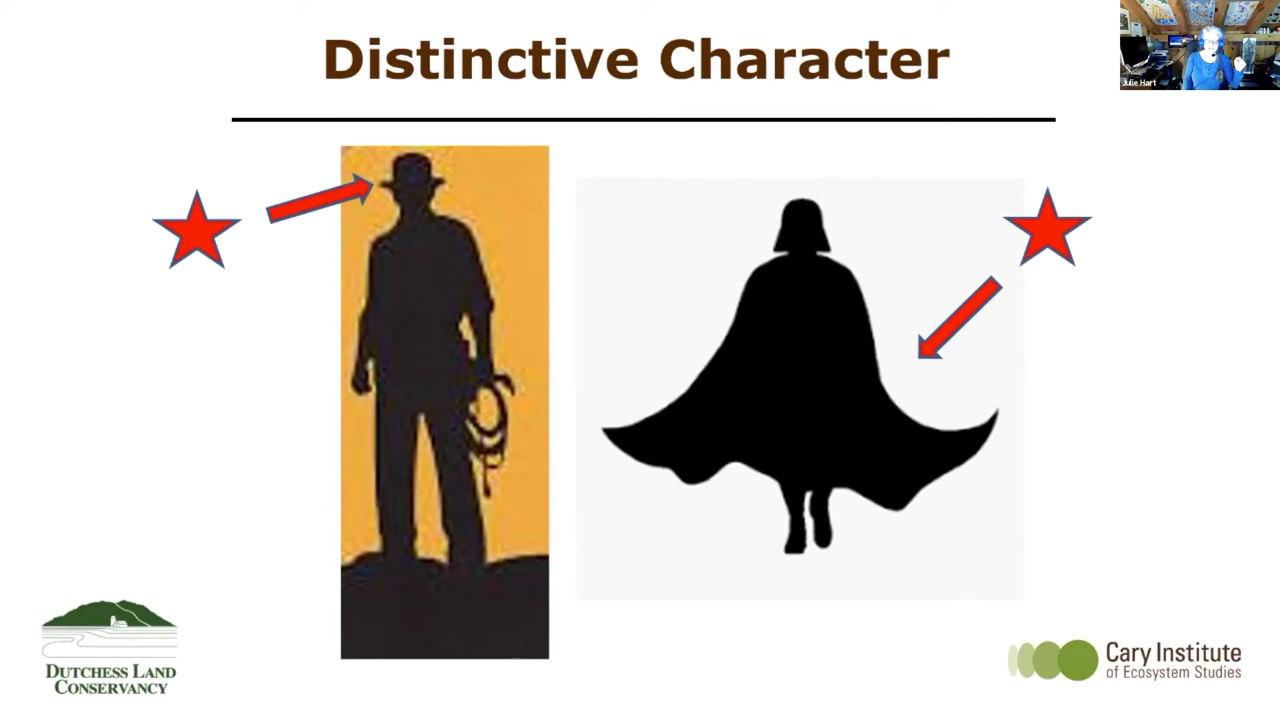 Distinctive Character
Julie Hart
DUTCHESS LAND
CONSERVANCY
Cary Institute
of Ecosystem Studies